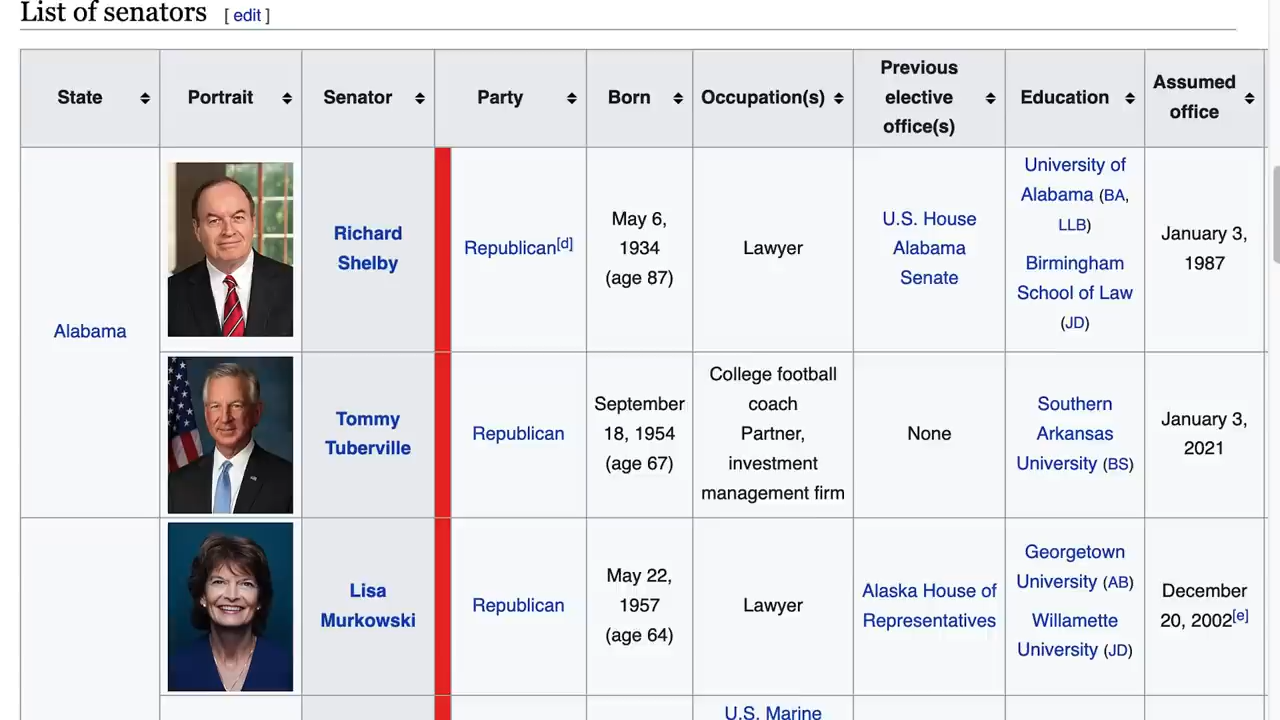 List of senators [ edit ]
State
Portrait
Senator
Party
Born
Occupation(s)
Previous
elective
office(s)
Education
Assumed
office
Alabama
Richard
Shelby
Republican[d]
May 6,
1934
(age 87)
Lawyer
U.S. House
Alabama
Senate
University of
Alabama (BA,
LLB)
Birmingham
School of Law
(JD)
January 3,
1987
Tommy
Tuberville
Republican
September
18, 1954
(age 67)
College football
coach
Partner,
investment
management firm
None
Southern
Arkansas
University (BS)
January 3,
2021
Lisa
Murkowski
Republican
May 22,
1957
(age 64)
Lawyer
Alaska House of
Representatives
Georgetown
University (AB)
Willamette
University (JD)
December
20, 2002[e]
U.S. Marine